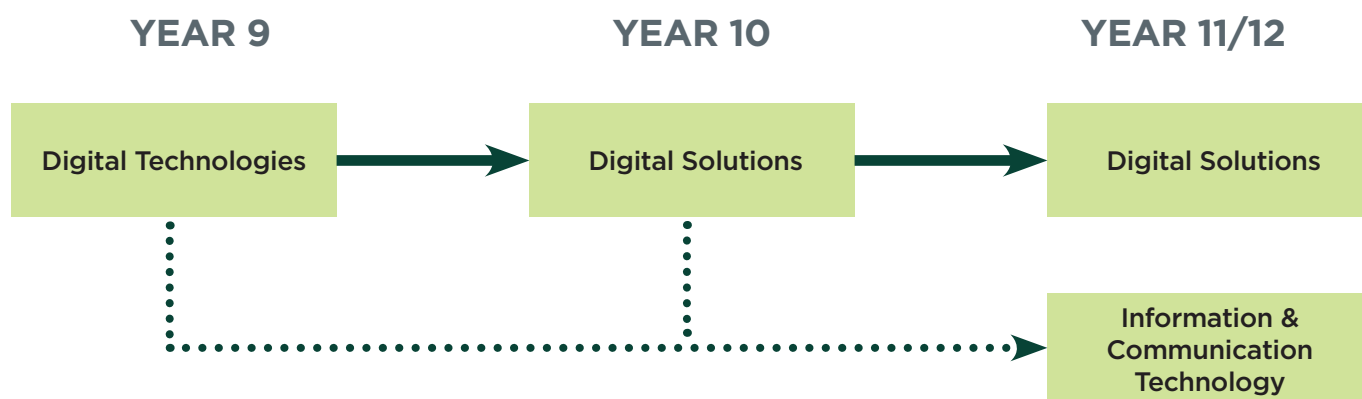 YEAR 9
YEAR 10
YEAR 11/12
Digital Technologies
Digital Solutions
Digital Solutions
Information &
Communication
Technology